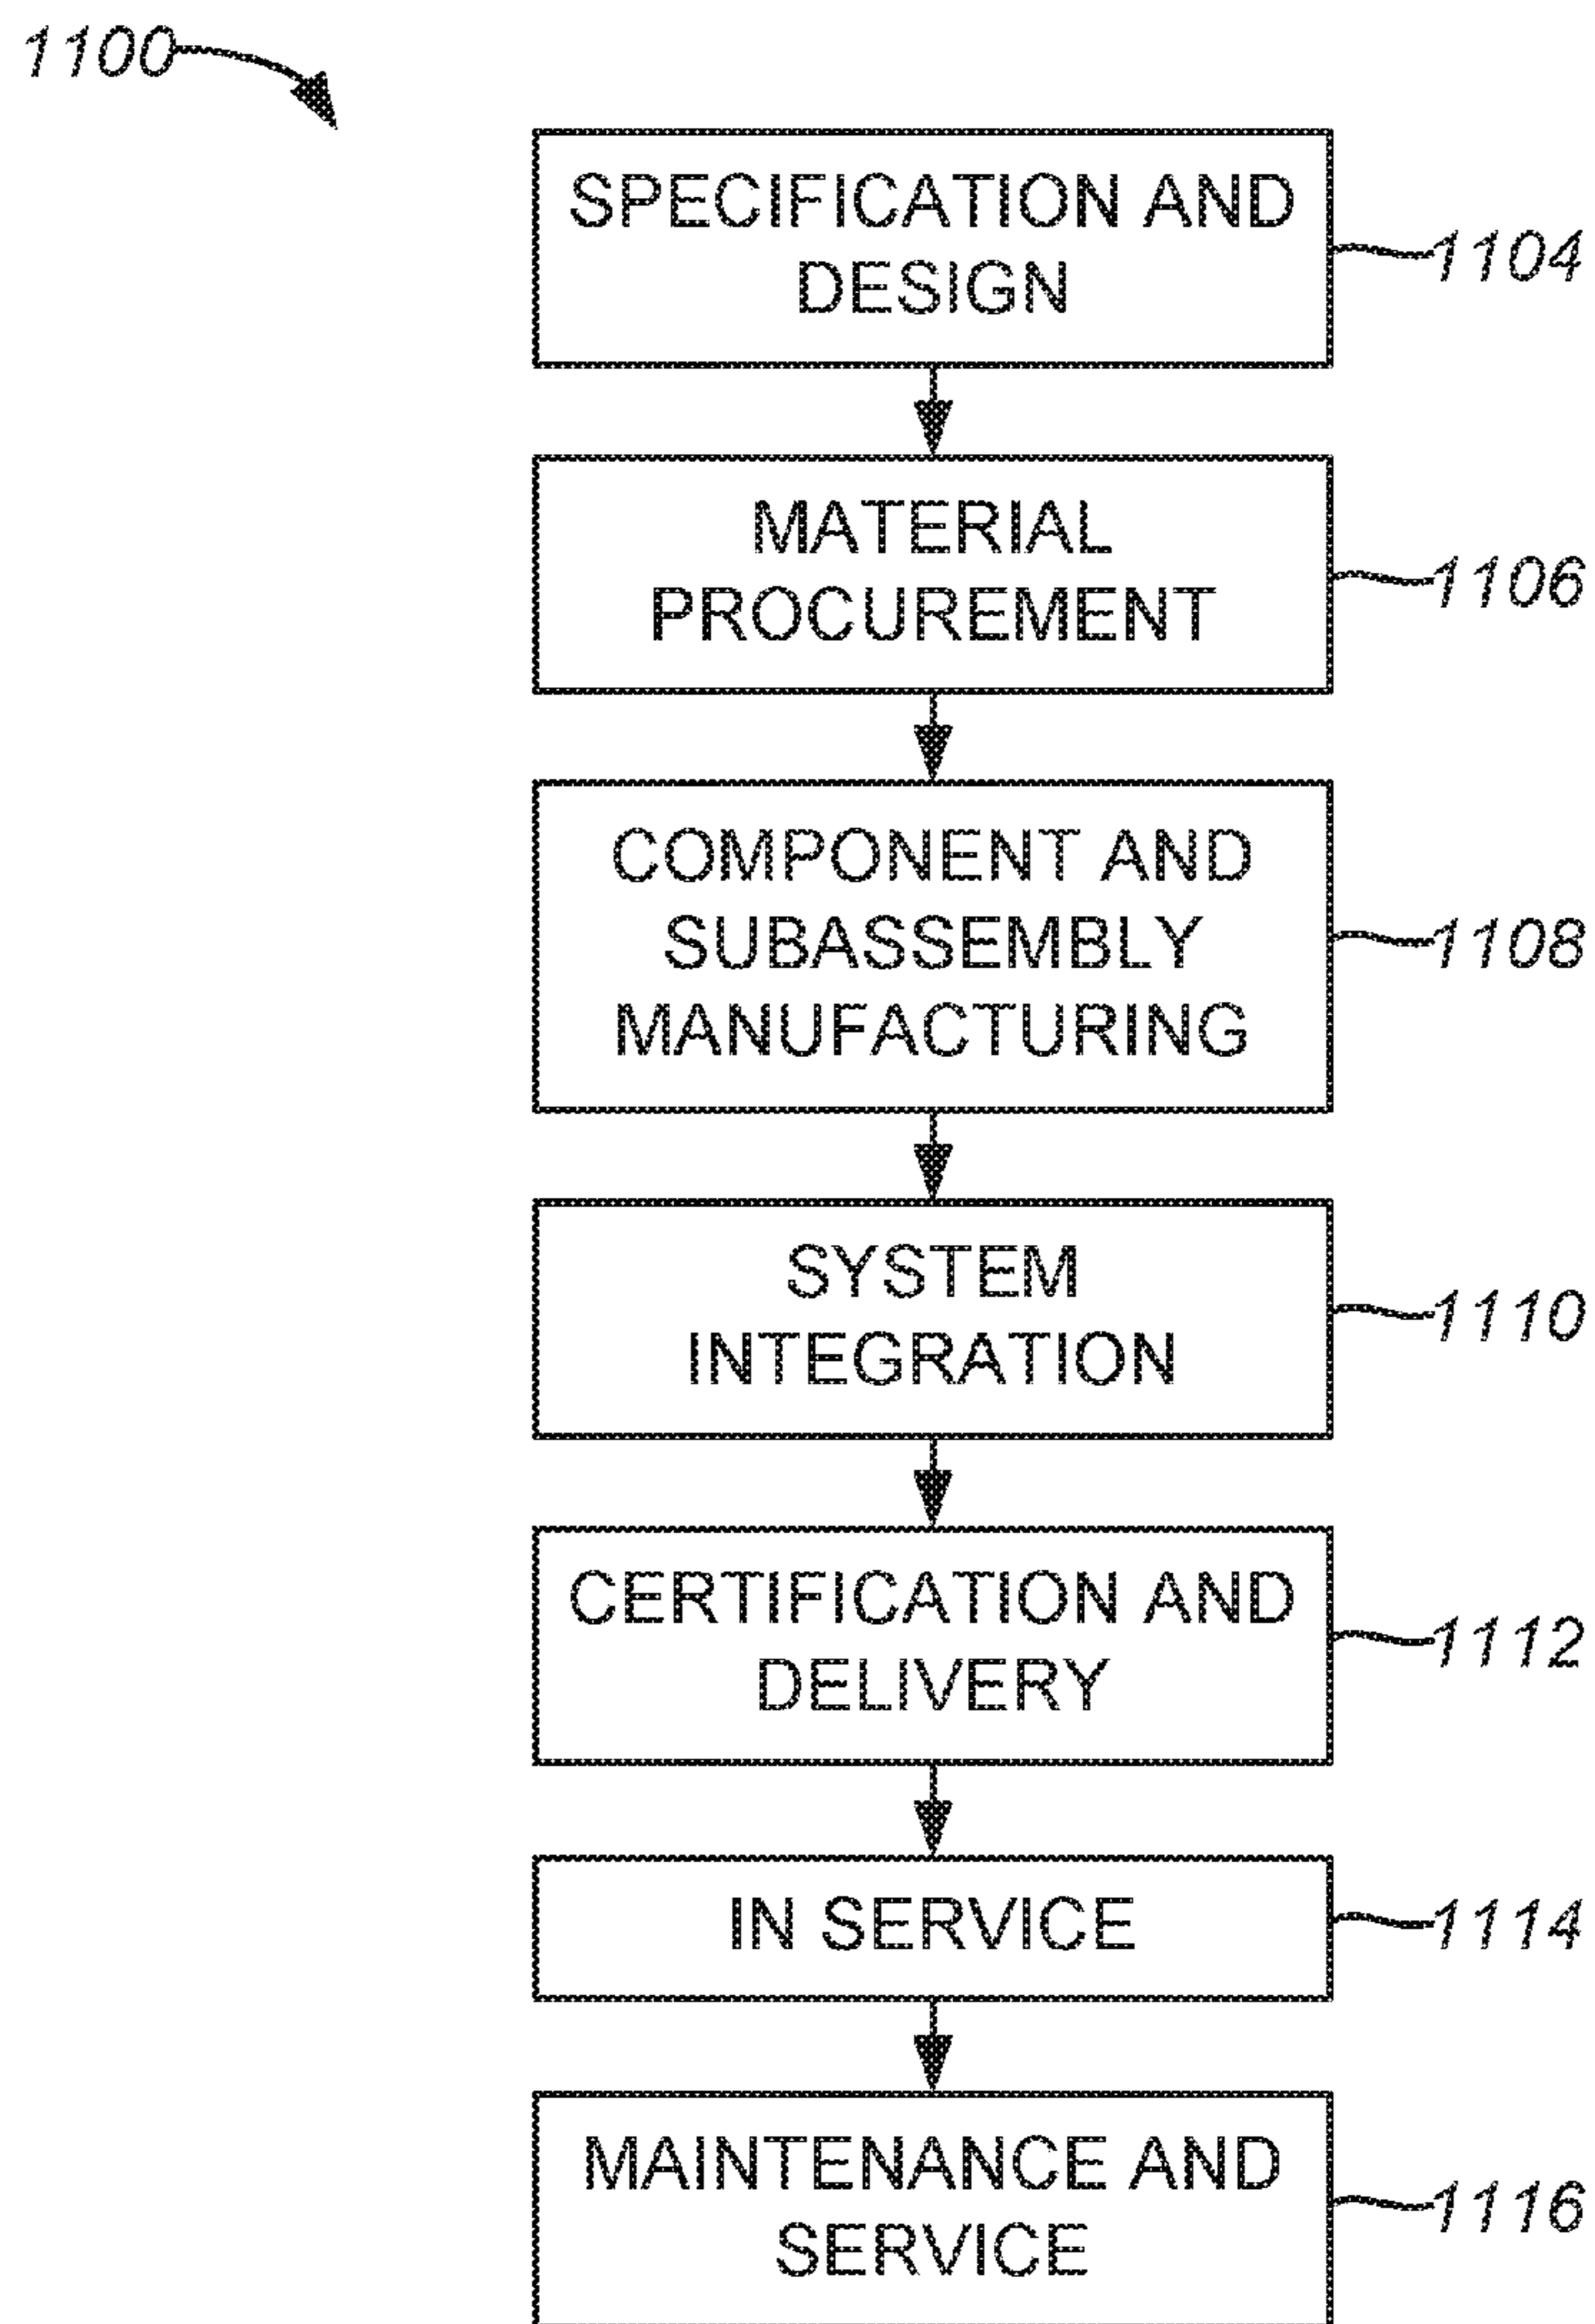 1100
SPECIFICATION AND
DESIGN
1104
MATERIAL
PROCUREMENT
1106
COMPONENT AND
SUBASSEMBLY
MANUFACTURING
1108
SYSTEM
INTEGRATION
1110
CERTIFICATION AND
DELIVERY
1112
IN SERVICE
1114
MAINTENANCE AND
SERVICE
1116